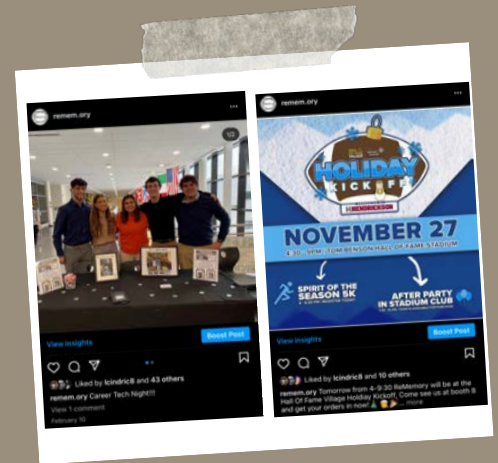 remem.ory
1/2
View insights
Boost Post
Liked by lcindric8 and 43 others
remem.ory Career Tech Night!!!
View 1 comment
February 10
remem.ory
HOLIDAY
KICKOFF
NOVEMBER 27
4:30 - 9PM | TOM BENSON HALL OF FAME STADIUM
SPIRIT OF THE
SEASON 5K
AFTER PARTY
IN STADIUM CLUB
View insights
Boost Post
Liked by lcindric8 and 10 others
remem.ory Tomorrow from 4-9:30 ReMemory will be at the
Hall Of Fame Village Holdiay Kickoff, Come see us at booth 8
and get your orders in now! ... more